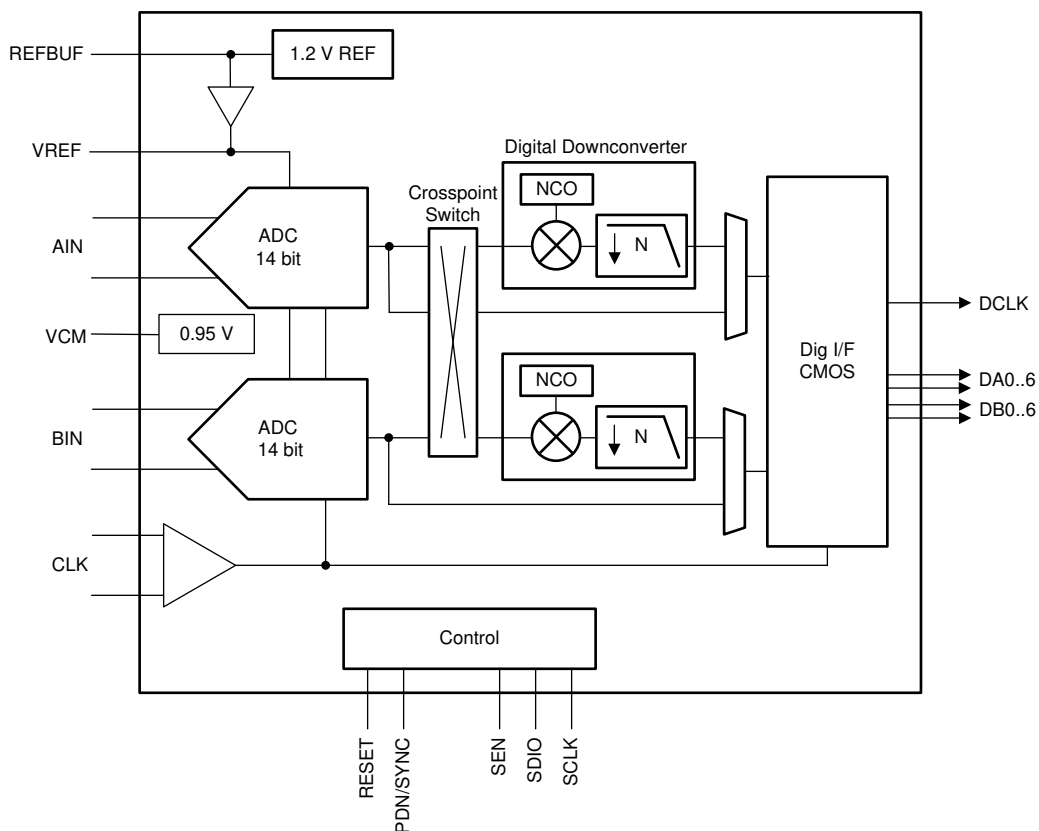 REFBUF
1.2 V REF
VREF
Digital Downconverter
NCO
Crosspoint
Switch
N
AIN
ADC
14 bit
VCM
0.95 V
DCLK
Dig I/F
CMOS
NCO
DA0..6
DB0..6
BIN
ADC
14 bit
N
CLK
Control
RESET
PDN/SYNC
SEN
SDIO
SCLK